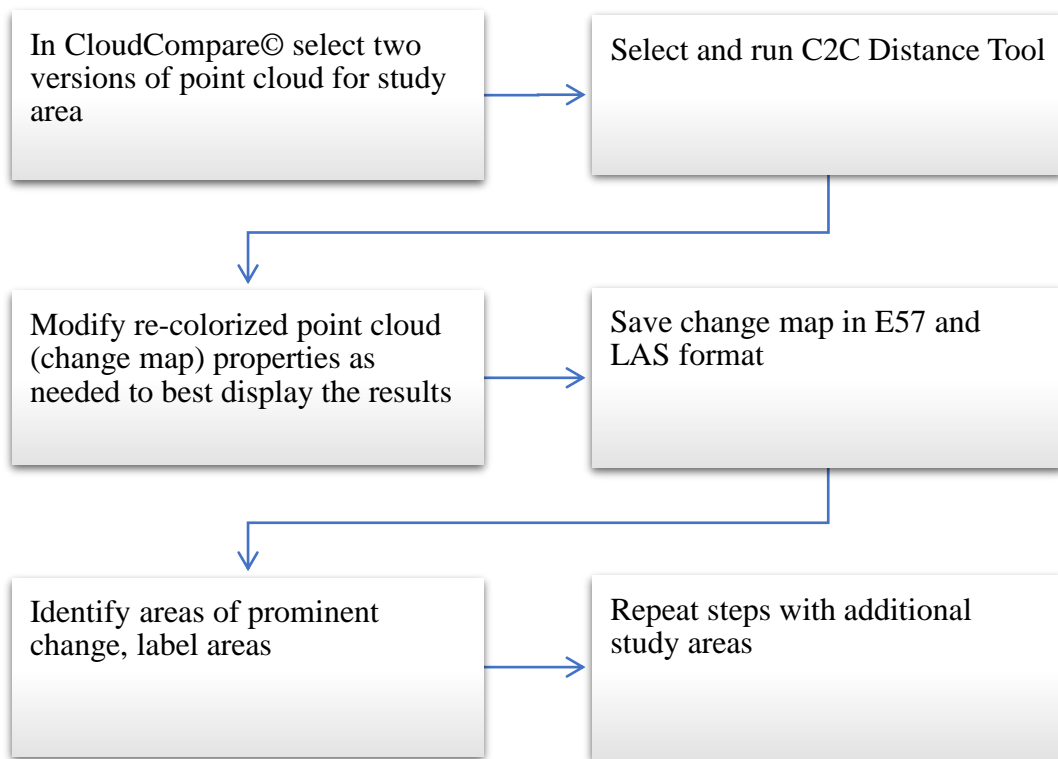 In CloudCompare© select two
versions of point cloud for study
area
Select and run C2C Distance Tool
Modify re-colorized point cloud
(change map) properties as
needed to best display the results
Save change map in E57 and
LAS format
Identify areas of prominent
change, label areas
Repeat steps with additional
study areas